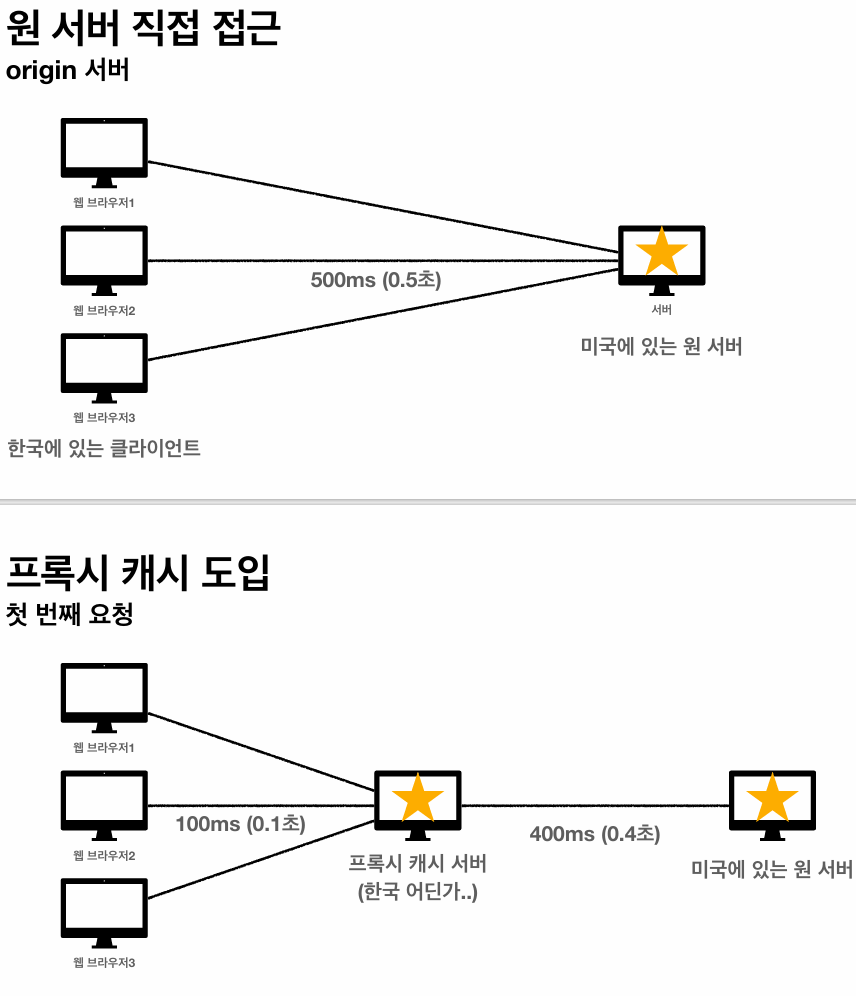 원 서버 직접 접근
origin 서버
웹 브라우저1
웹 브라우저2
500ms (0.5초)
서버
미국에 있는 원 서버
웹 브라우저3
한국에 있는 클라이언트
프록시 캐시 도입
첫 번째 요청
웹 브라우저1
100ms (0.1초)
400ms (0.4초)
웹 브라우저2
프록시 캐시 서버
(한국 어딘가..)
미국에 있는 원 서버
웹 브라우저3